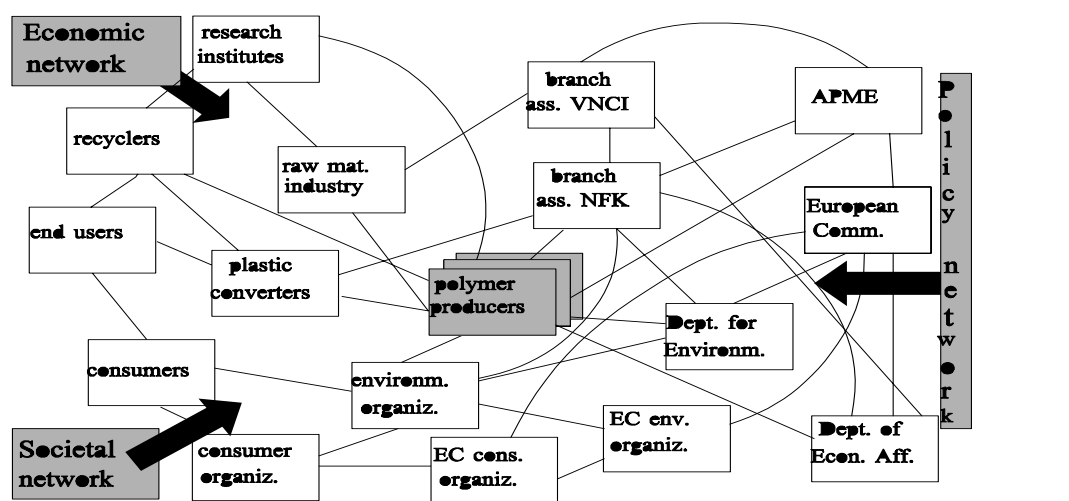 Economic
network
research
institutes
branch
ass. VNCI
APME
recyclers
raw mat.
industry
branch
ass. NFK
European
Comm.
end users
plastic
converters
polymer
producers
Dept. for
Environm.
consumers
environm.
organiz.
EC env.
organiz.
Dept. of
Econ. Aff.
Societal
network
consumer
organiz.
EC cons.
organiz.
Policy network